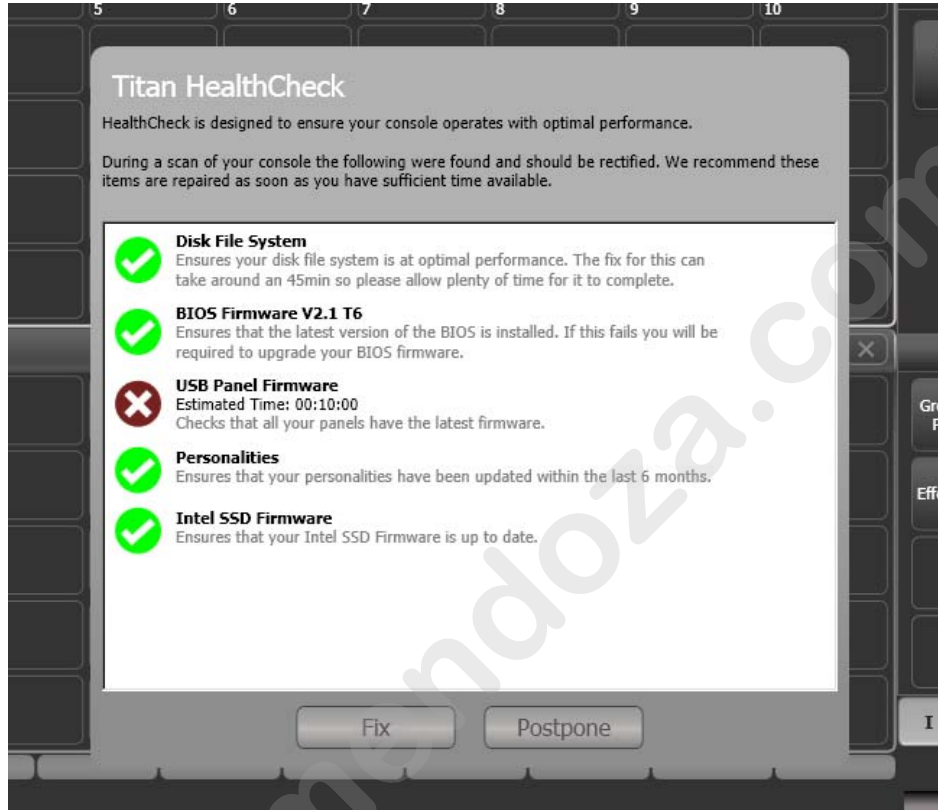 5 6 7 8 9 10
Titan HealthCheck
HealthCheck is designed to ensure your console operates with optimal performance.
During a scan of your console the following were found and should be rectified. We recommend these
items are repaired as soon as you have sufficient time available.
Disk File System
Ensures your disk file system is at optimal performance. The fix for this can
take around an 45min so please allow plenty of time for it to complete.
BIOS Firmware V2.1 T6
Ensures that the latest version of the BIOS is installed. If this fails you will be
required to upgrade your BIOS firmware.
USB Panel Firmware
Estimated Time: 00:10:00
Checks that all your panels have the latest firmware.
Personalities
Ensures that your personalities have been updated within the last 6 months.
Intel SSD Firmware
Ensures that your Intel SSD Firmware is up to date.
Fix Postpone
I
mendoza.com